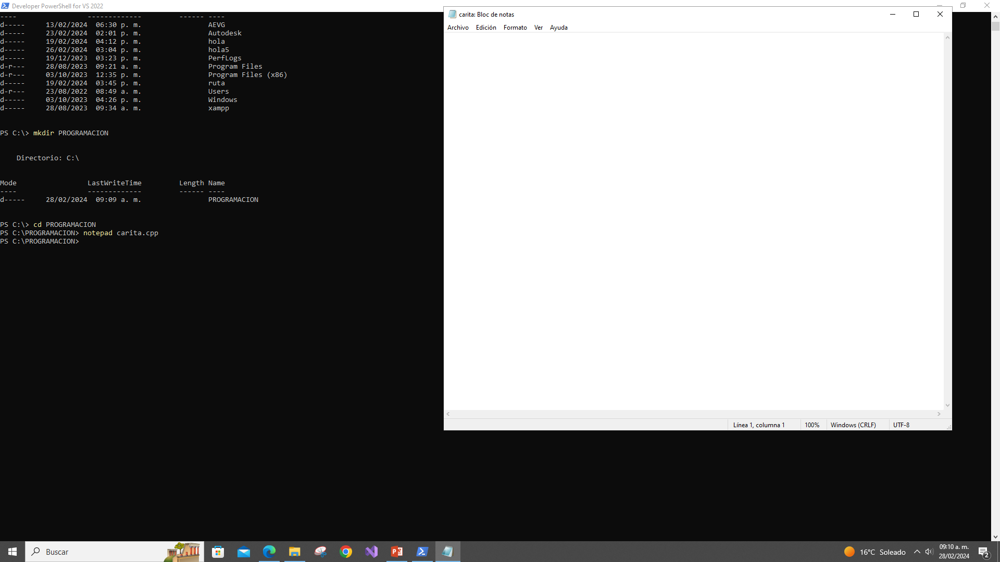 Developer PowerShell for VS 2022
---- ------------- ------ ----
d----- 13/02/2024 06:30 p. m. AEVG
d----- 23/02/2024 02:01 p. m. Autodesk
d----- 19/02/2024 04:12 p. m. hola
d----- 26/02/2024 03:04 p. m. hola5
d----- 19/12/2023 03:23 p. m. PerfLogs
d-r--- 28/08/2023 09:21 a. m. Program Files
d-r--- 03/10/2023 12:35 p. m. Program Files (x86)
d----- 19/02/2024 03:45 p. m. ruta
d-r--- 23/08/2022 08:49 a. m. Users
d----- 03/10/2023 04:26 p. m. Windows
d----- 28/08/2023 09:34 a. m. xampp
PS C:\> mkdir PROGRAMACION
Directorio: C:\
Mode LastWriteTime Length Name
---- ------------- ------ ----
d----- 28/02/2024 09:09 a. m. PROGRAMACION
PS C:\> cd PROGRAMACION
PS C:\PROGRAMACION> notepad carita.cpp
PS C:\PROGRAMACION>
carita: Bloc de notas
Archivo Edición Formato Ver Ayuda
Línea 1, columna 1 100% Windows (CRLF) UTF-8
Buscar
16°C Soleado
09:10 a. m.
28/02/2024
2